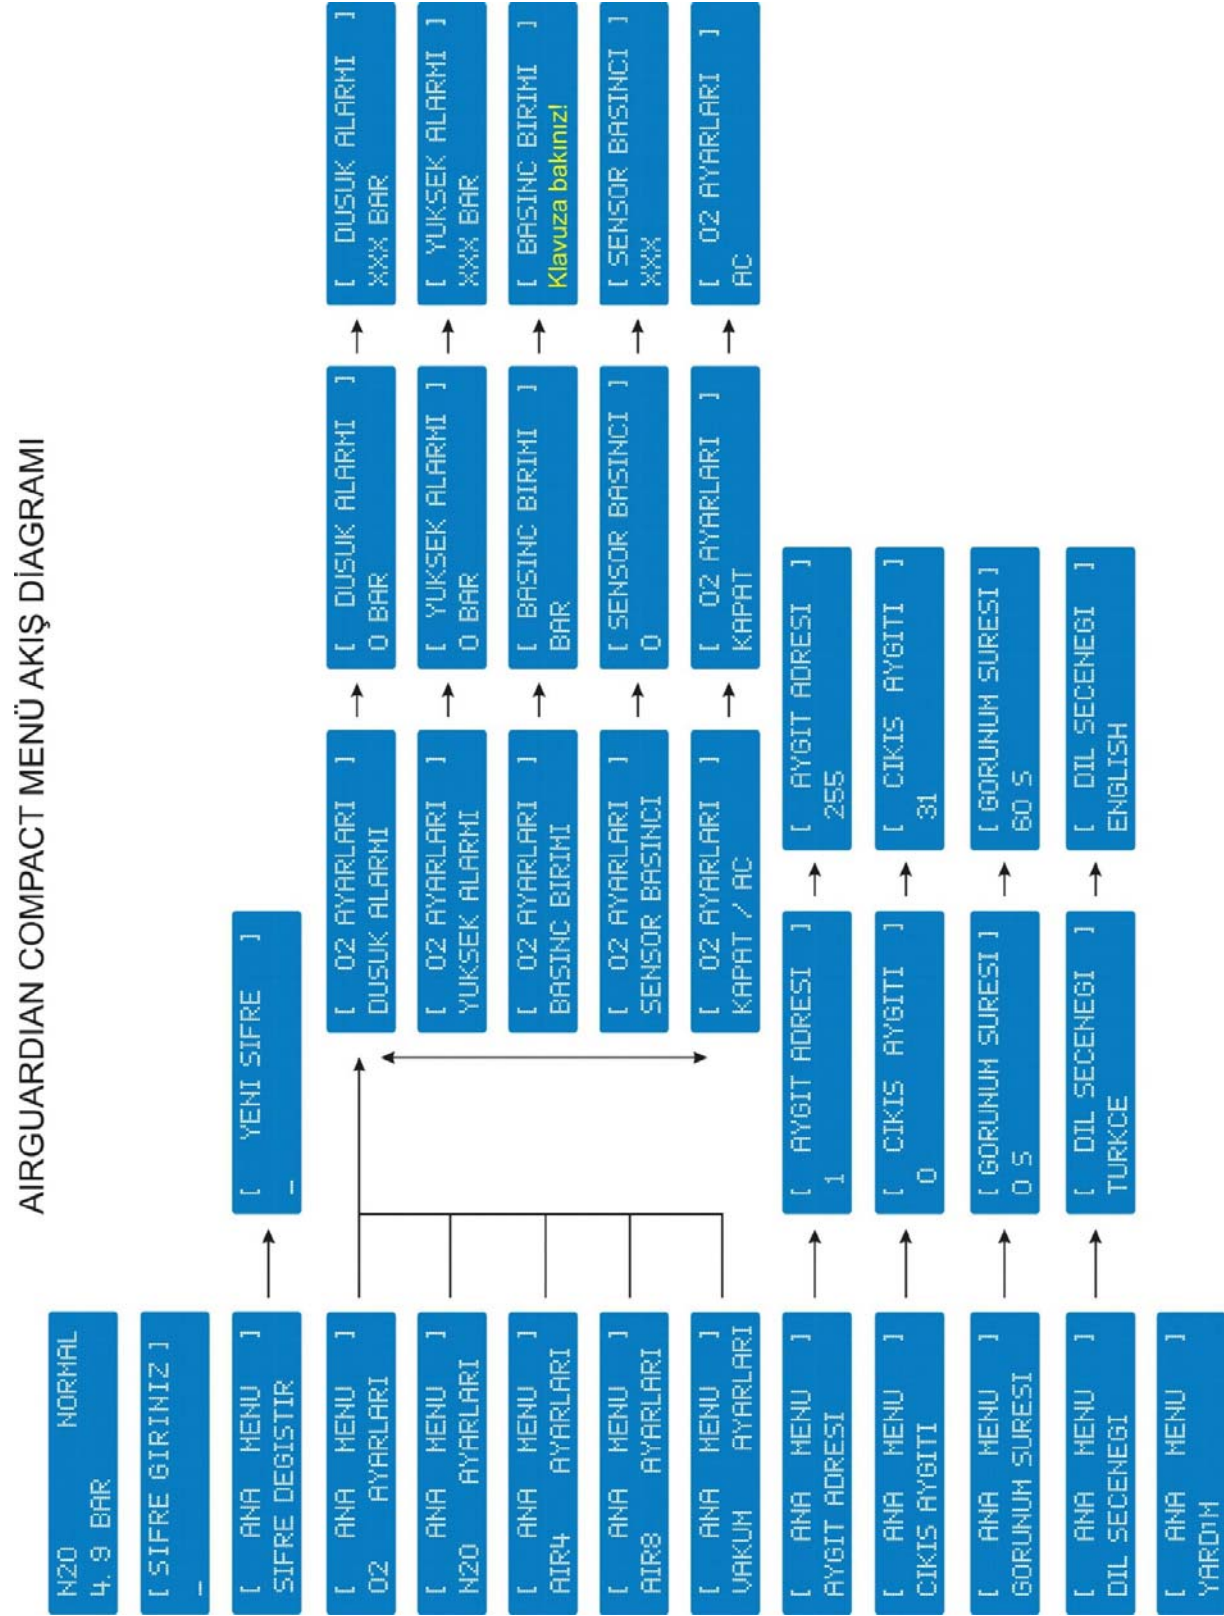 AIRGUARDIAN COMPACT MENÜ AKIŞ DİAGRAMI
N2O NORMAL
4. 9 BAR
[ SIFRE GIRINIZ ]
_
[ ANA MENU ]
SIFRE DEGISTIR
[ YENI SIFRE ]
_
[ ANA MENU ]
O2 AYARLARI
[ ANA MENU ]
N2O AYARLARI
[ ANA MENU ]
AIR4 AYARLARI
[ ANA MENU ]
AIR8 AYARLARI
[ ANA MENU ]
VAKUM AYARLARI
[ O2 AYARLARI ]
DUSUK ALARMI
[ DUSUK ALARMI ]
O BAR
[ DUSUK ALARMI ]
XXX BAR
[ O2 AYARLARI ]
YUKSEK ALARMI
[ YUKSEK ALARMI ]
O BAR
[ YUKSEK ALARMI ]
XXX BAR
[ O2 AYARLARI ]
BASINC BIRIMI
[ BASINC BIRIMI ]
BAR
[ BASINC BIRIMI ]
Klavuza bakınız!
[ O2 AYARLARI ]
SENSOR BASINCI
[ SENSOR BASINCI ]
O
[ SENSOR BASINCI ]
XXX
[ O2 AYARLARI ]
KAPAT / AC
[ O2 AYARLARI ]
KAPAT
[ O2 AYARLARI ]
AC
[ ANA MENU ]
AYGIT ADRESI
[ AYGIT ADRESI ]
1
[ AYGIT ADRESI ]
255
[ ANA MENU ]
CIKIS AYGITI
[ CIKIS AYGITI ]
O
[ CIKIS AYGITI ]
31
[ ANA MENU ]
GORUNUM SURESI
[ GORUNUM SURESI ]
O S
[ GORUNUM SURESI ]
60 S
[ ANA MENU ]
DIL SECENEGI
[ DIL SECENEGI ]
TURKCE
[ DIL SECENEGI ]
ENGLISH
[ ANA MENU ]
YARDıM